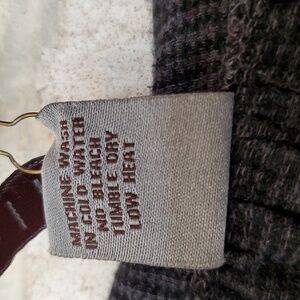 MACHINE WASH
IN COLD WATER
NO BLEACH
TUMBLE DRY
LOW HEAT